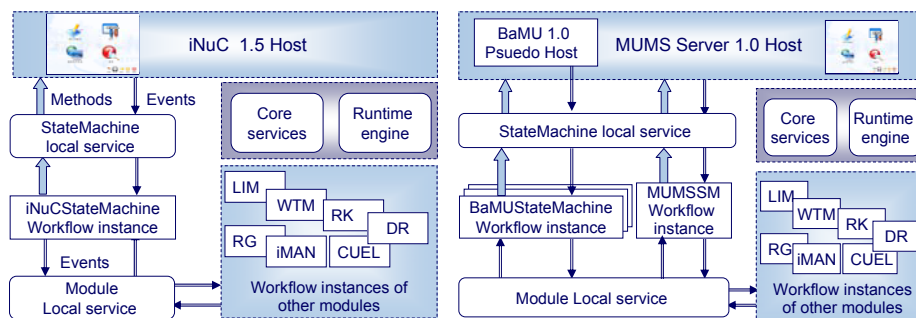 iNuC 1.5 Host
Methods
Events
StateMachine
local service
iNuCStateMachine
Workflow instance
Events
Module
Local service
Core
services
Runtime
engine
LIM
WTM
RK
DR
RG
iMAN
CUEL
Workflow instances of
other modules
BaMU 1.0
Psuedo Host
MUMS Server 1.0 Host
StateMachine local service
BaMUStateMachine
Workflow instance
MUMSSM
Workflow
instance
Module Local service
Core
services
Runtime
engine
LIM
WTM
RK
DR
RG
iMAN
CUEL
Workflow instances
of other modules